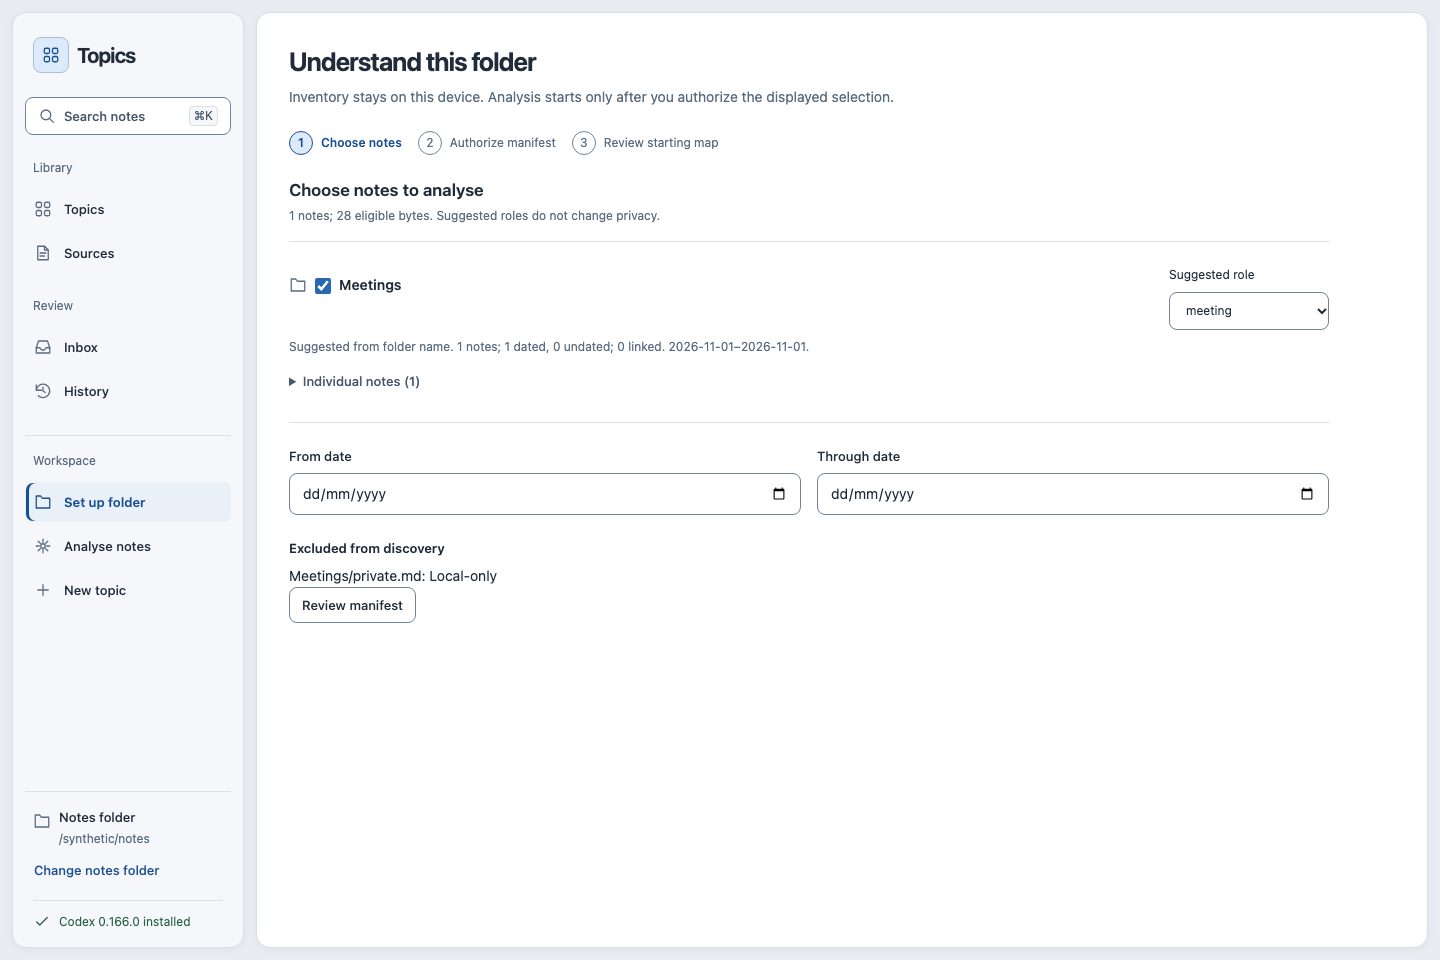 Topics
Search notes ⌘K
Library
Topics
Sources
Review
Inbox
History
Workspace
Set up folder
Analyse notes
New topic
Notes folder
/synthetic/notes
Change notes folder
Codex 0.166.0 installed
Understand this folder
Inventory stays on this device. Analysis starts only after you authorize the displayed selection.
1 Choose notes 2 Authorize manifest 3 Review starting map
Choose notes to analyse
1 notes; 28 eligible bytes. Suggested roles do not change privacy.
Meetings
Suggested role
meeting
Suggested from folder name. 1 notes; 1 dated, 0 undated; 0 linked. 2026-11-01–2026-11-01.
Individual notes (1)
From date
dd/mm/yyyy
Through date
dd/mm/yyyy
Excluded from discovery
Meetings/private.md: Local-only
Review manifest